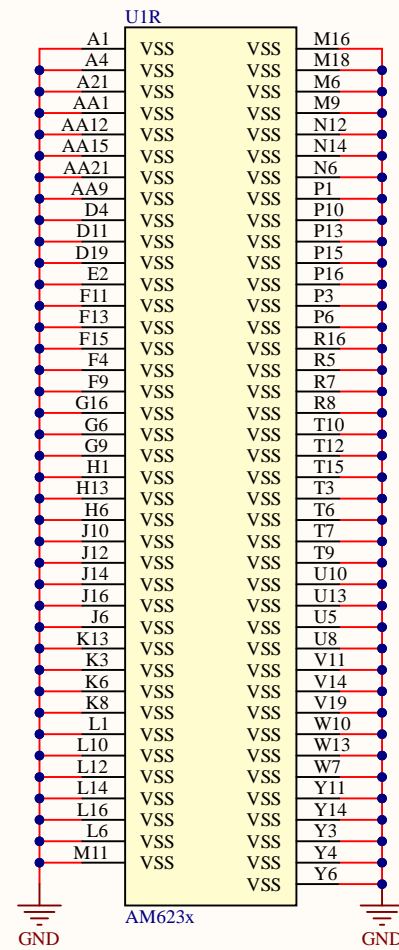 U1R
A1 VSS VSS M16
A4 VSS VSS M18
A21 VSS VSS M6
AA1 VSS VSS M9
AA12 VSS VSS N12
AA15 VSS VSS N14
AA21 VSS VSS N6
AA9 VSS VSS P1
D4 VSS VSS P10
D11 VSS VSS P13
D19 VSS VSS P15
E2 VSS VSS P16
F11 VSS VSS P3
F13 VSS VSS P6
F15 VSS VSS R16
F4 VSS VSS R5
F9 VSS VSS R7
G16 VSS VSS R8
G6 VSS VSS T10
G9 VSS VSS T12
H1 VSS VSS T15
H13 VSS VSS T3
H6 VSS VSS T6
J10 VSS VSS T7
J12 VSS VSS T9
J14 VSS VSS U10
J16 VSS VSS U13
J6 VSS VSS U5
K13 VSS VSS U8
K3 VSS VSS V11
K6 VSS VSS V14
K8 VSS VSS V19
L1 VSS VSS W10
L10 VSS VSS W13
L12 VSS VSS W7
L14 VSS VSS Y11
L16 VSS VSS Y14
L6 VSS VSS Y3
M11 VSS VSS Y4
VSS Y6
AM623x
GND GND